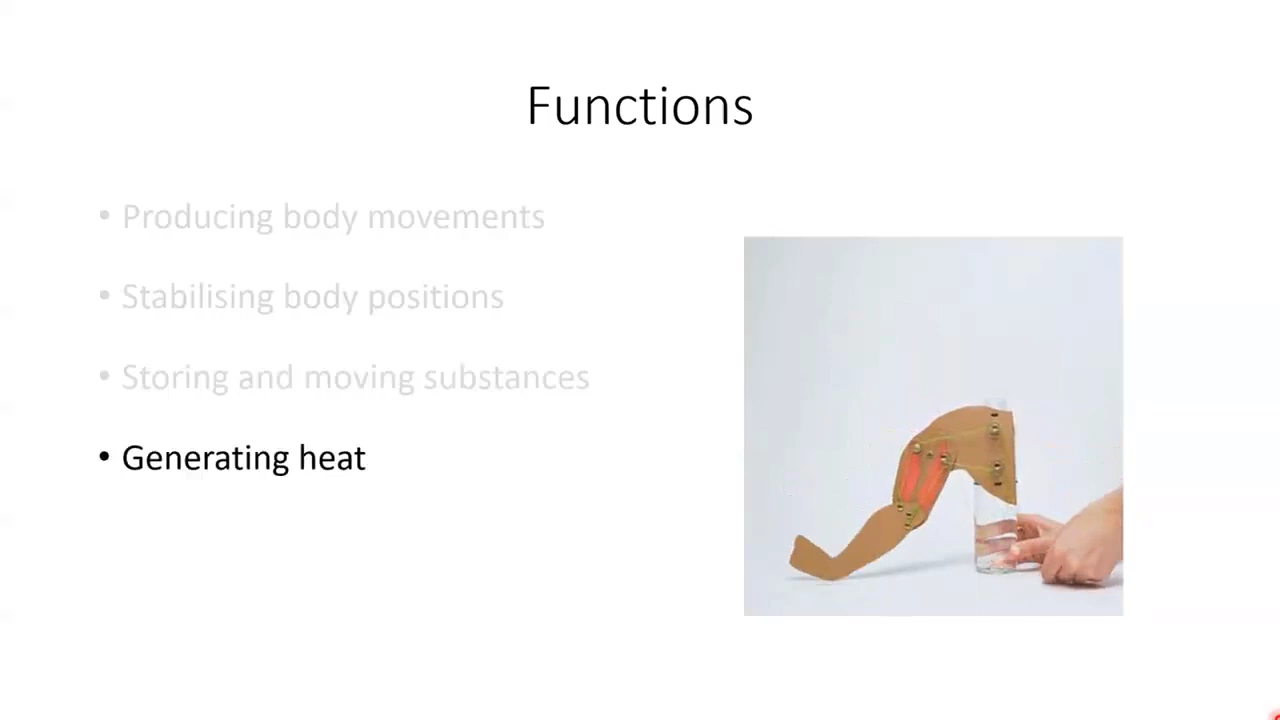 Functions
• Producing body movements
• Stabilising body positions
• Storing and moving substances
• Generating heat